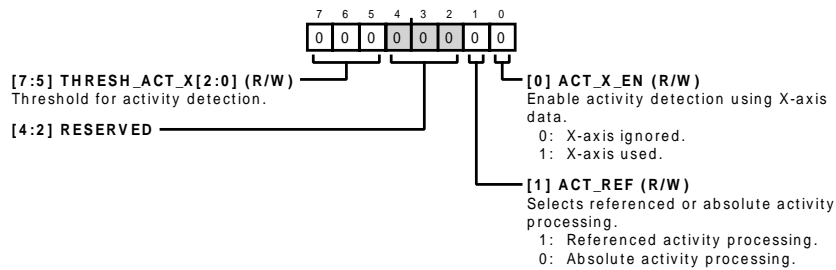 7 6 5 4 3 2 1 0
0 0 0 0 0 0 0 0
[7:5] THRESH_ACT_X[2:0] (R/W)
Threshold for activity detection.
[4:2] RESERVED
[0] ACT_X_EN (R/W)
Enable activity detection using X-axis
data.
0: X-axis ignored.
1: X-axis used.
[1] ACT_REF (R/W)
Selects referenced or absolute activity
processing.
1: Referenced activity processing.
0: Absolute activity processing.